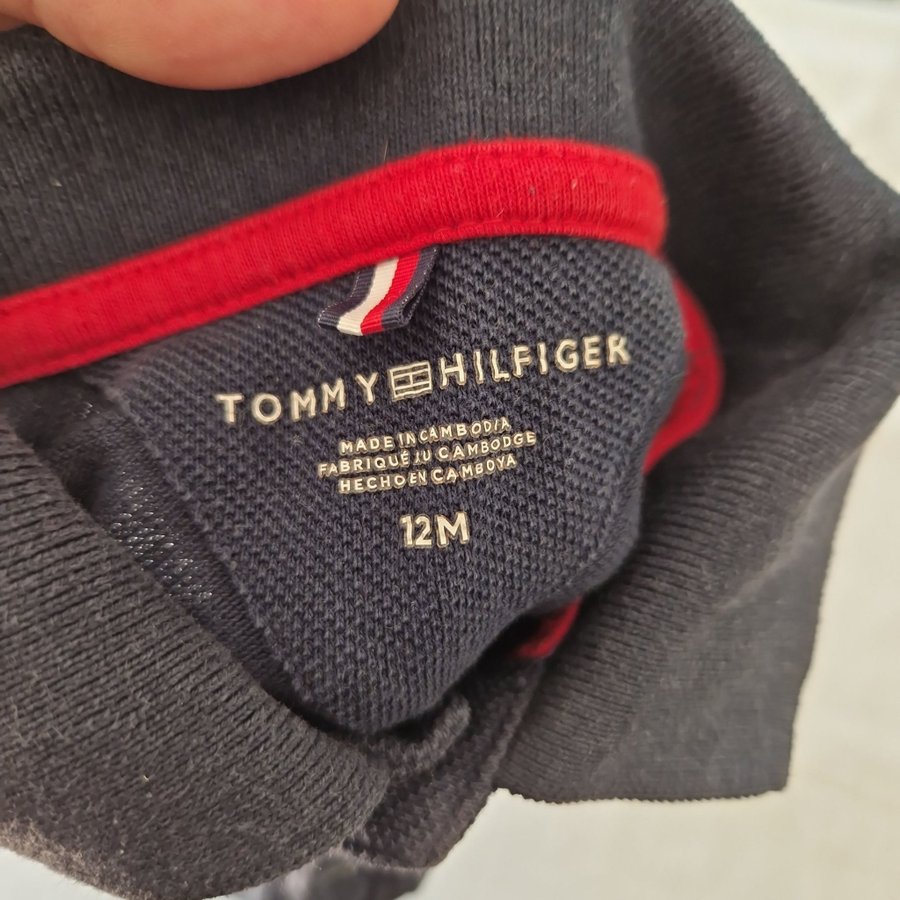 TOMMY HILFIGER
MADE IN CAMBODIA
FABRIQUÉ AU CAMBODGE
HECHO EN CAMBOYA
12M